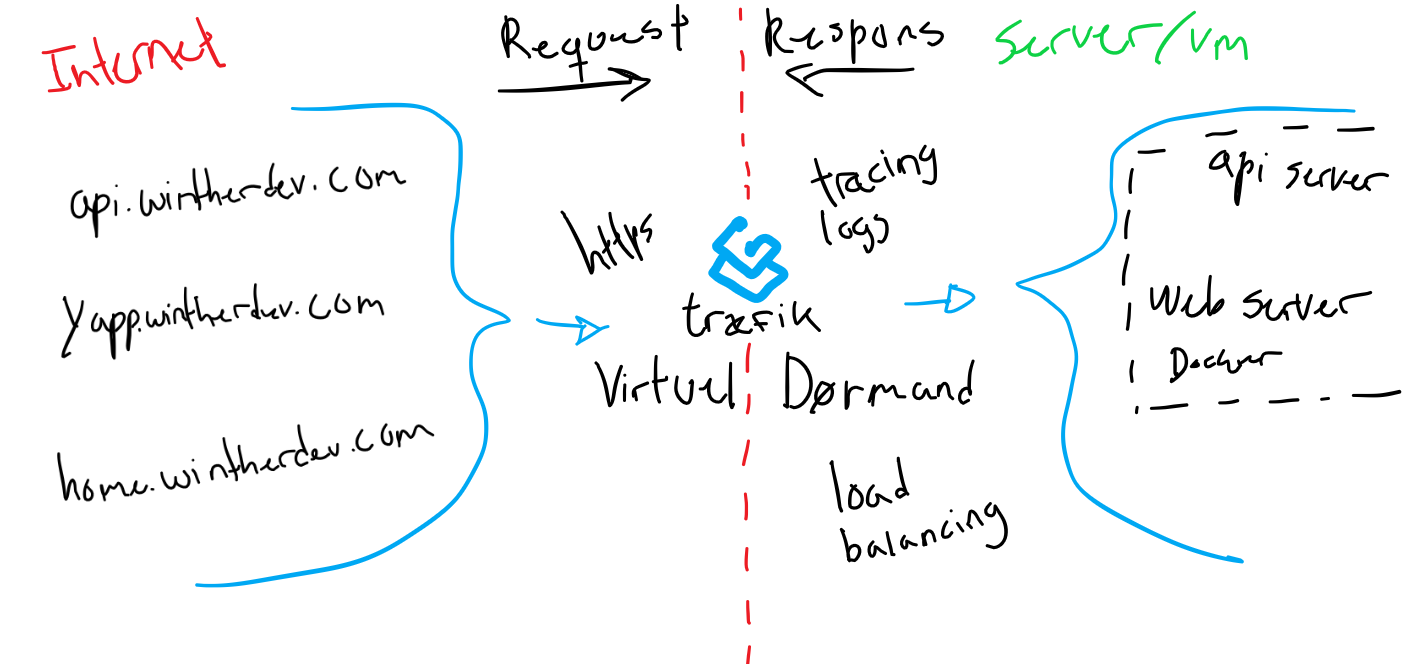 Internet
Request
Respons
Server/vm
api.wintherdev.com
yapp.wintherdev.com
home.wintherdev.com
https
tracing
logs
træfik
Virtuel Dørmand
load
balancing
api server
Web server
Docker